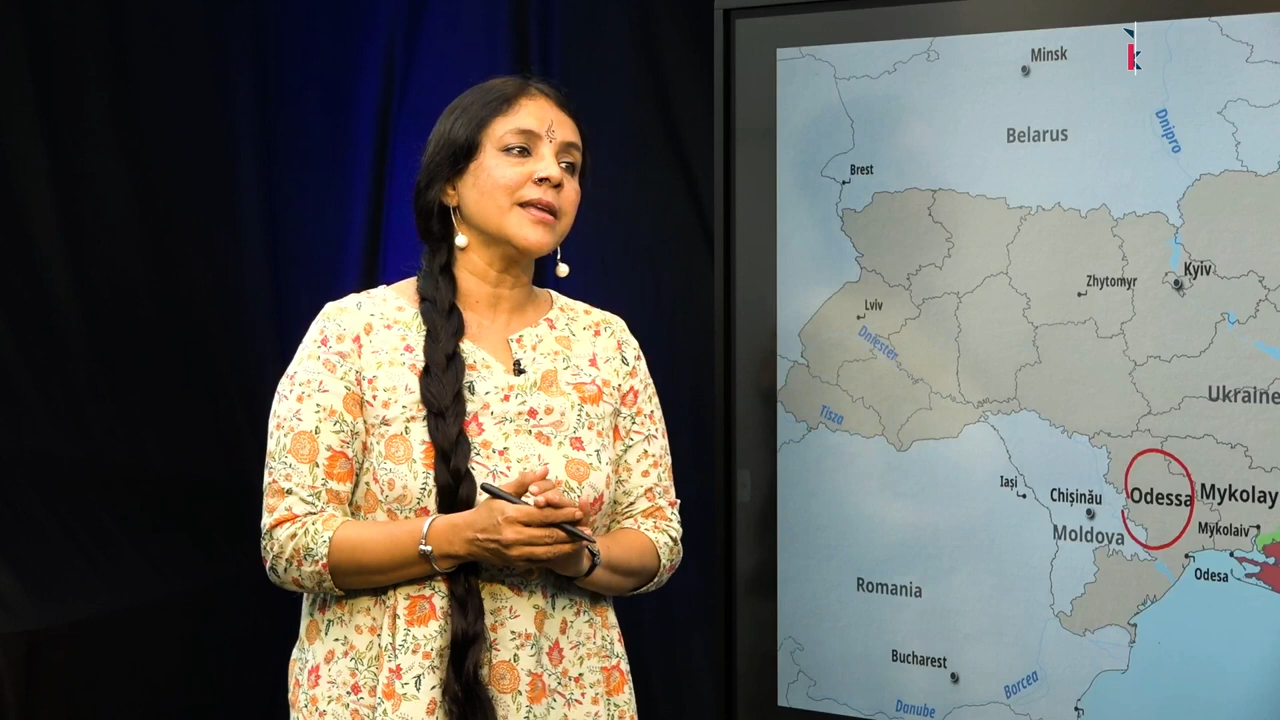 Minsk
Dnipro
Belarus
Brest
Kyiv
Zhytomyr
Lviv
Dniester
Ukraine
Tisza
Iași
Chișinău
Odessa
Mykolay
Mykolaiv
Moldova
Odesa
Romania
Bucharest
Borcea
Danube
k